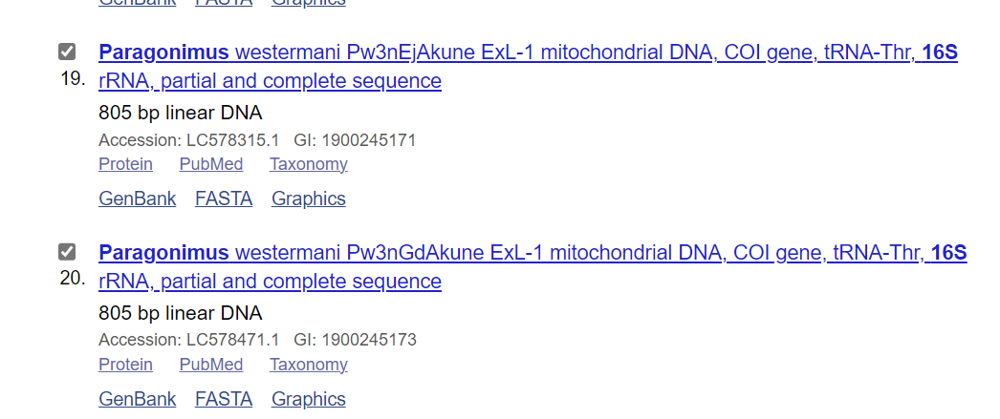 GenBank FASTA Graphics
Paragonimus westermani Pw3nEjAkune ExL-1 mitochondrial DNA, COI gene, tRNA-Thr, 16S
19. rRNA, partial and complete sequence
805 bp linear DNA
Accession: LC578315.1 GI: 1900245171
Protein PubMed Taxonomy
GenBank FASTA Graphics
Paragonimus westermani Pw3nGdAkune ExL-1 mitochondrial DNA, COI gene, tRNA-Thr, 16S
20. rRNA, partial and complete sequence
805 bp linear DNA
Accession: LC578471.1 GI: 1900245173
Protein PubMed Taxonomy
GenBank FASTA Graphics